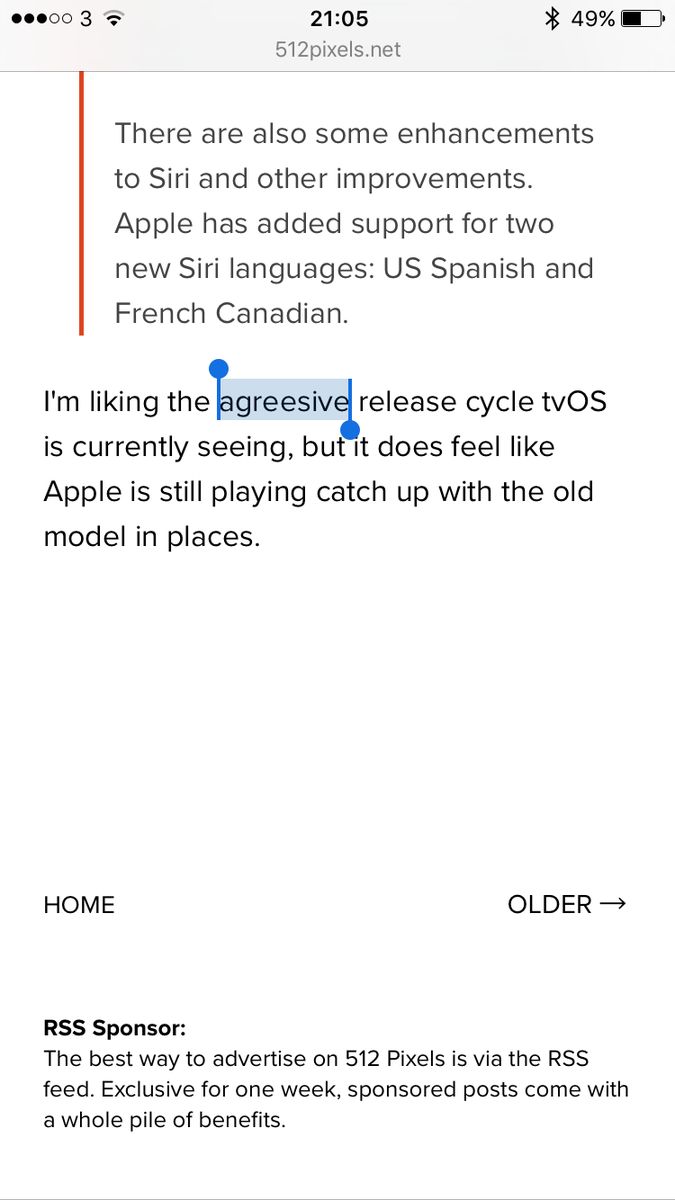 3 21:05 49%
512pixels.net
There are also some enhancements
to Siri and other improvements.
Apple has added support for two
new Siri languages: US Spanish and
French Canadian.
I'm liking the agreesive release cycle tvOS
is currently seeing, but it does feel like
Apple is still playing catch up with the old
model in places.
HOME OLDER →
RSS Sponsor:
The best way to advertise on 512 Pixels is via the RSS
feed. Exclusive for one week, sponsored posts come with
a whole pile of benefits.